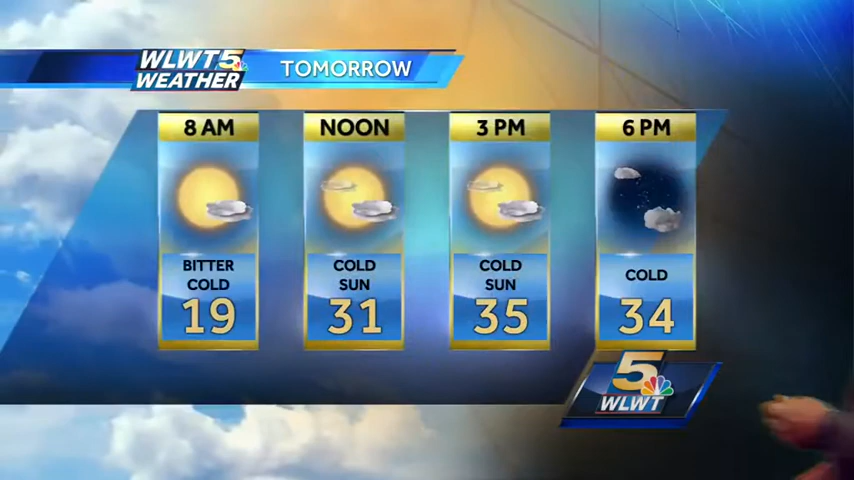 WLWT5
WEATHER
TOMORROW
8 AM
NOON
3 PM
6 PM
BITTER
COLD
19
COLD
SUN
31
COLD
SUN
35
COLD
34
5
WLWT